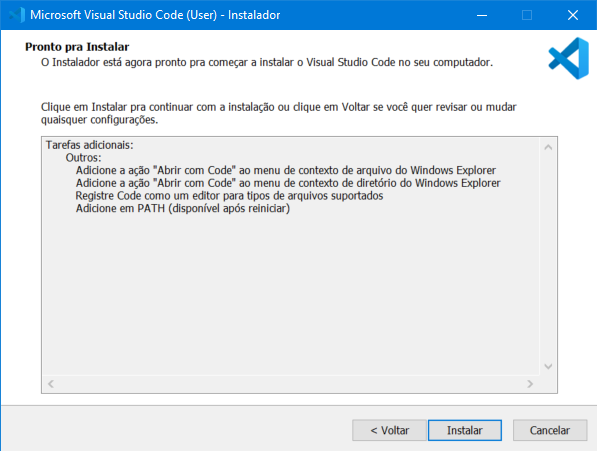 Microsoft Visual Studio Code (User) - Instalador
Pronto pra Instalar
O Instalador está agora pronto pra começar a instalar o Visual Studio Code no seu computador.
Clique em Instalar pra continuar com a instalação ou clique em Voltar se você quer revisar ou mudar
quaisquer configurações.
Tarefas adicionais:
Outros:
Adicione a ação "Abrir com Code" ao menu de contexto de arquivo do Windows Explorer
Adicione a ação "Abrir com Code" ao menu de contexto de diretório do Windows Explorer
Registre Code como um editor para tipos de arquivos suportados
Adicione em PATH (disponível após reiniciar)
< Voltar
Instalar
Cancelar